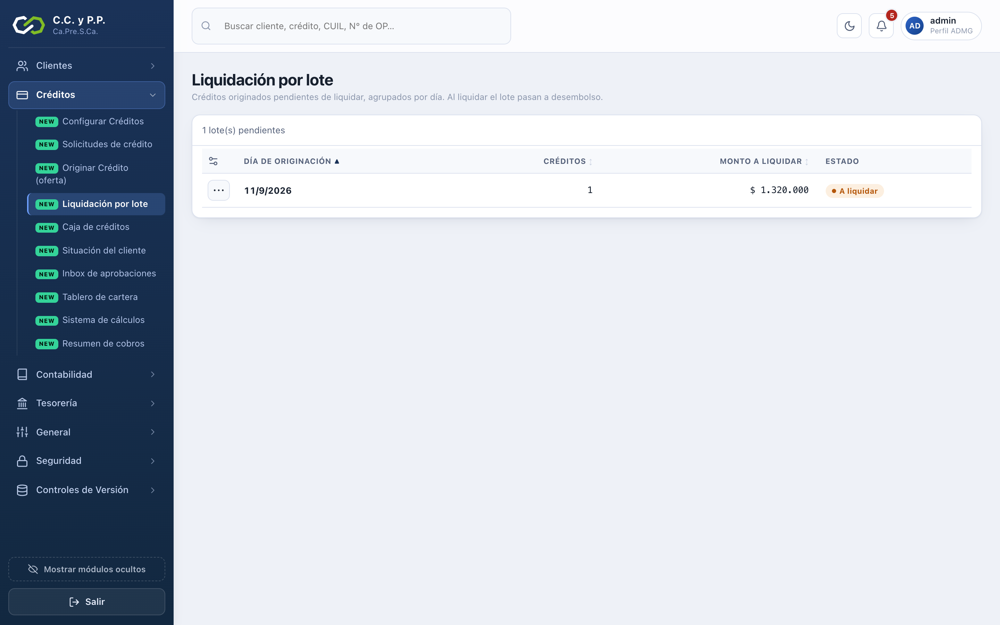 C.C. y P.P.
Ca.Pre.S.Ca.
Clientes
Créditos
NEW Configurar Créditos
NEW Solicitudes de crédito
NEW Originar Crédito
(oferta)
NEW Liquidación por lote
NEW Caja de créditos
NEW Situación del cliente
NEW Inbox de aprobaciones
NEW Tablero de cartera
NEW Sistema de cálculos
NEW Resumen de cobros
Contabilidad
Tesorería
General
Seguridad
Controles de Versión
Mostrar módulos ocultos
Salir
Buscar cliente, crédito, CUIL, N° de OP...
5
AD
admin
Perfil ADMG
Liquidación por lote
Créditos originados pendientes de liquidar, agrupados por día. Al liquidar el lote pasan a desembolso.
1 lote(s) pendientes
DÍA DE ORIGINACIÓN CRÉDITOS MONTO A LIQUIDAR ESTADO
11/9/2026 1 $ 1.320.000 A liquidar